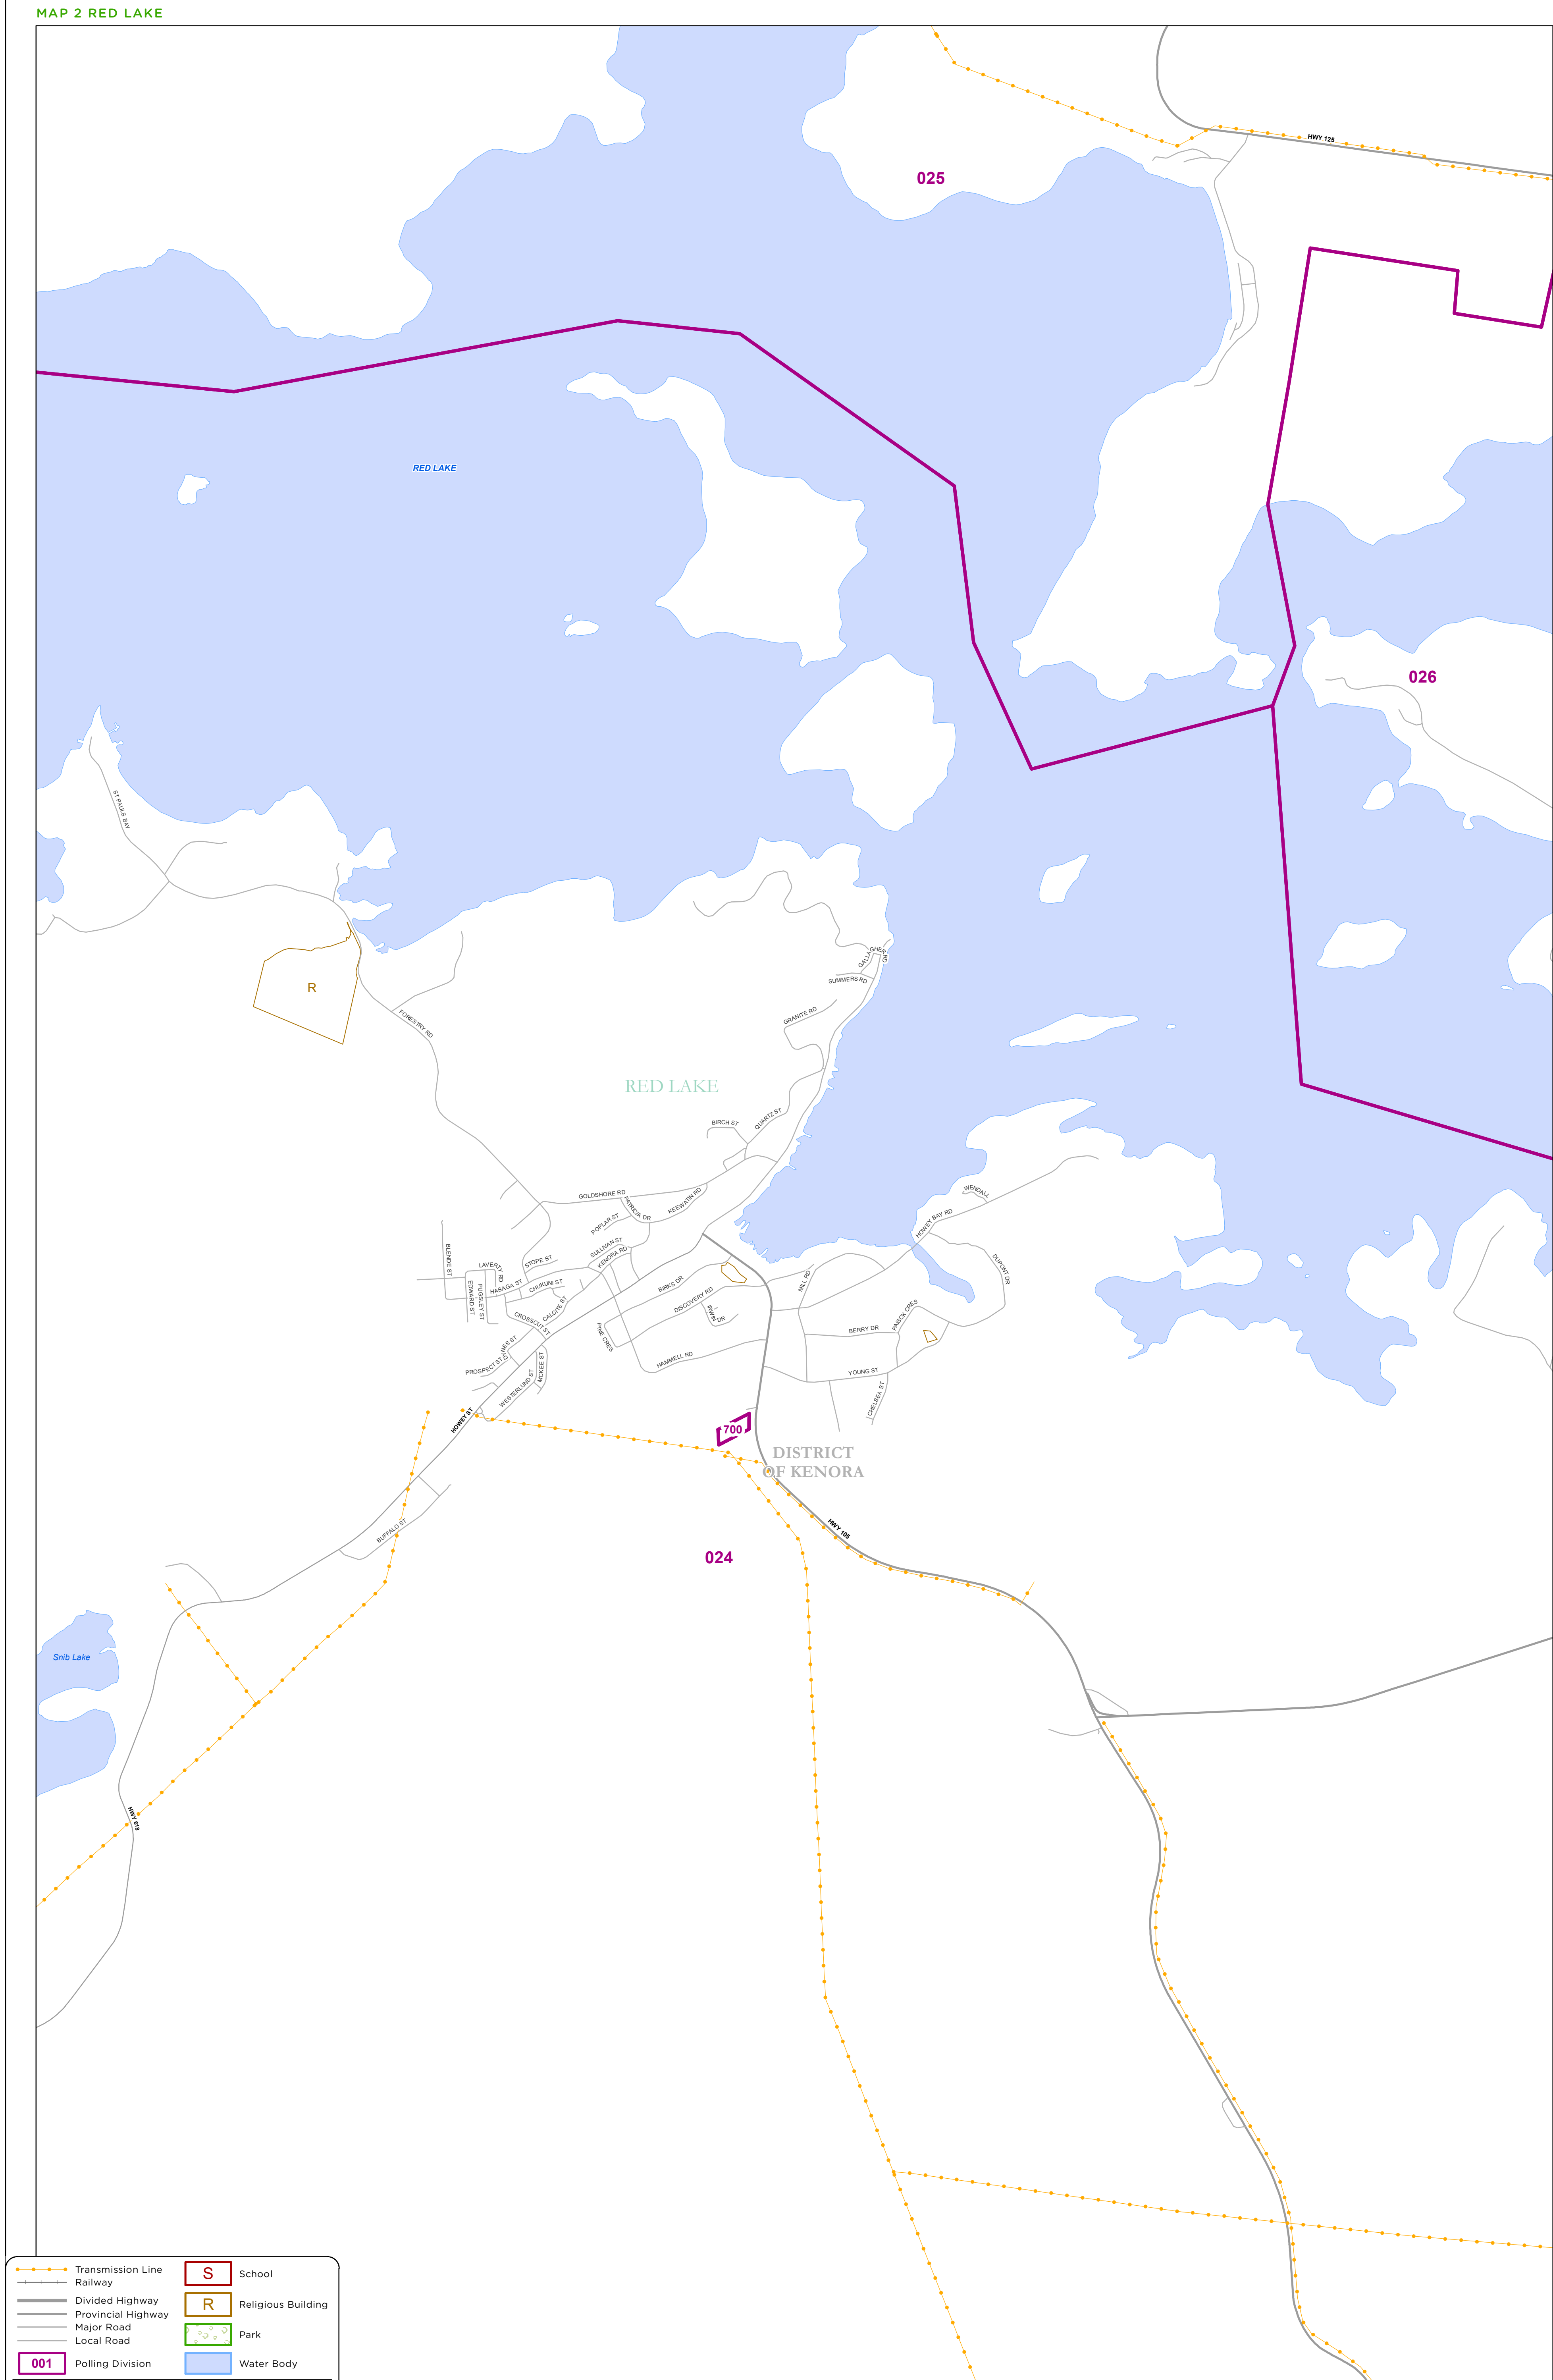 MAP 2 RED LAKE
HWY 125
025
RED LAKE
026
ST PAULS BAY
GALLAGHER RD
SUMMERS RD
R
GRANITE RD
FORESTRY RD
RED LAKE
BIRCH ST
QUARTZ ST
GOLDSHORE RD
PATRICIA DR
KEEWATIN RD
POPLAR ST
WENDALL
HOWEY BAY RD
BLENDE ST
SULLIVAN ST
KENORA RD
STOPE ST
LAVERTY RD
HASAGA ST
CHUKUNI ST
EDWARD ST
PUGSLEY ST
BIRKS DR
DISCOVERY RD
MILL RD
DUPONT DR
CALCITE ST
CROSSCUT ST
IRWIN DR
PINE CRES
PAISCK CRES
BERRY DR
PROSPECT ST
MCKEE ST
HAMMELL RD
WESTERLUND ST
YOUNG ST
CHELSEA ST
HOWEY ST
700
DISTRICT
OF KENORA
HWY 105
BUFFALO ST
024
Snib Lake
HWY 618
Transmission Line
Railway
Divided Highway
Provincial Highway
Major Road
Local Road
001
Polling Division
S
School
R
Religious Building
Park
Water Body